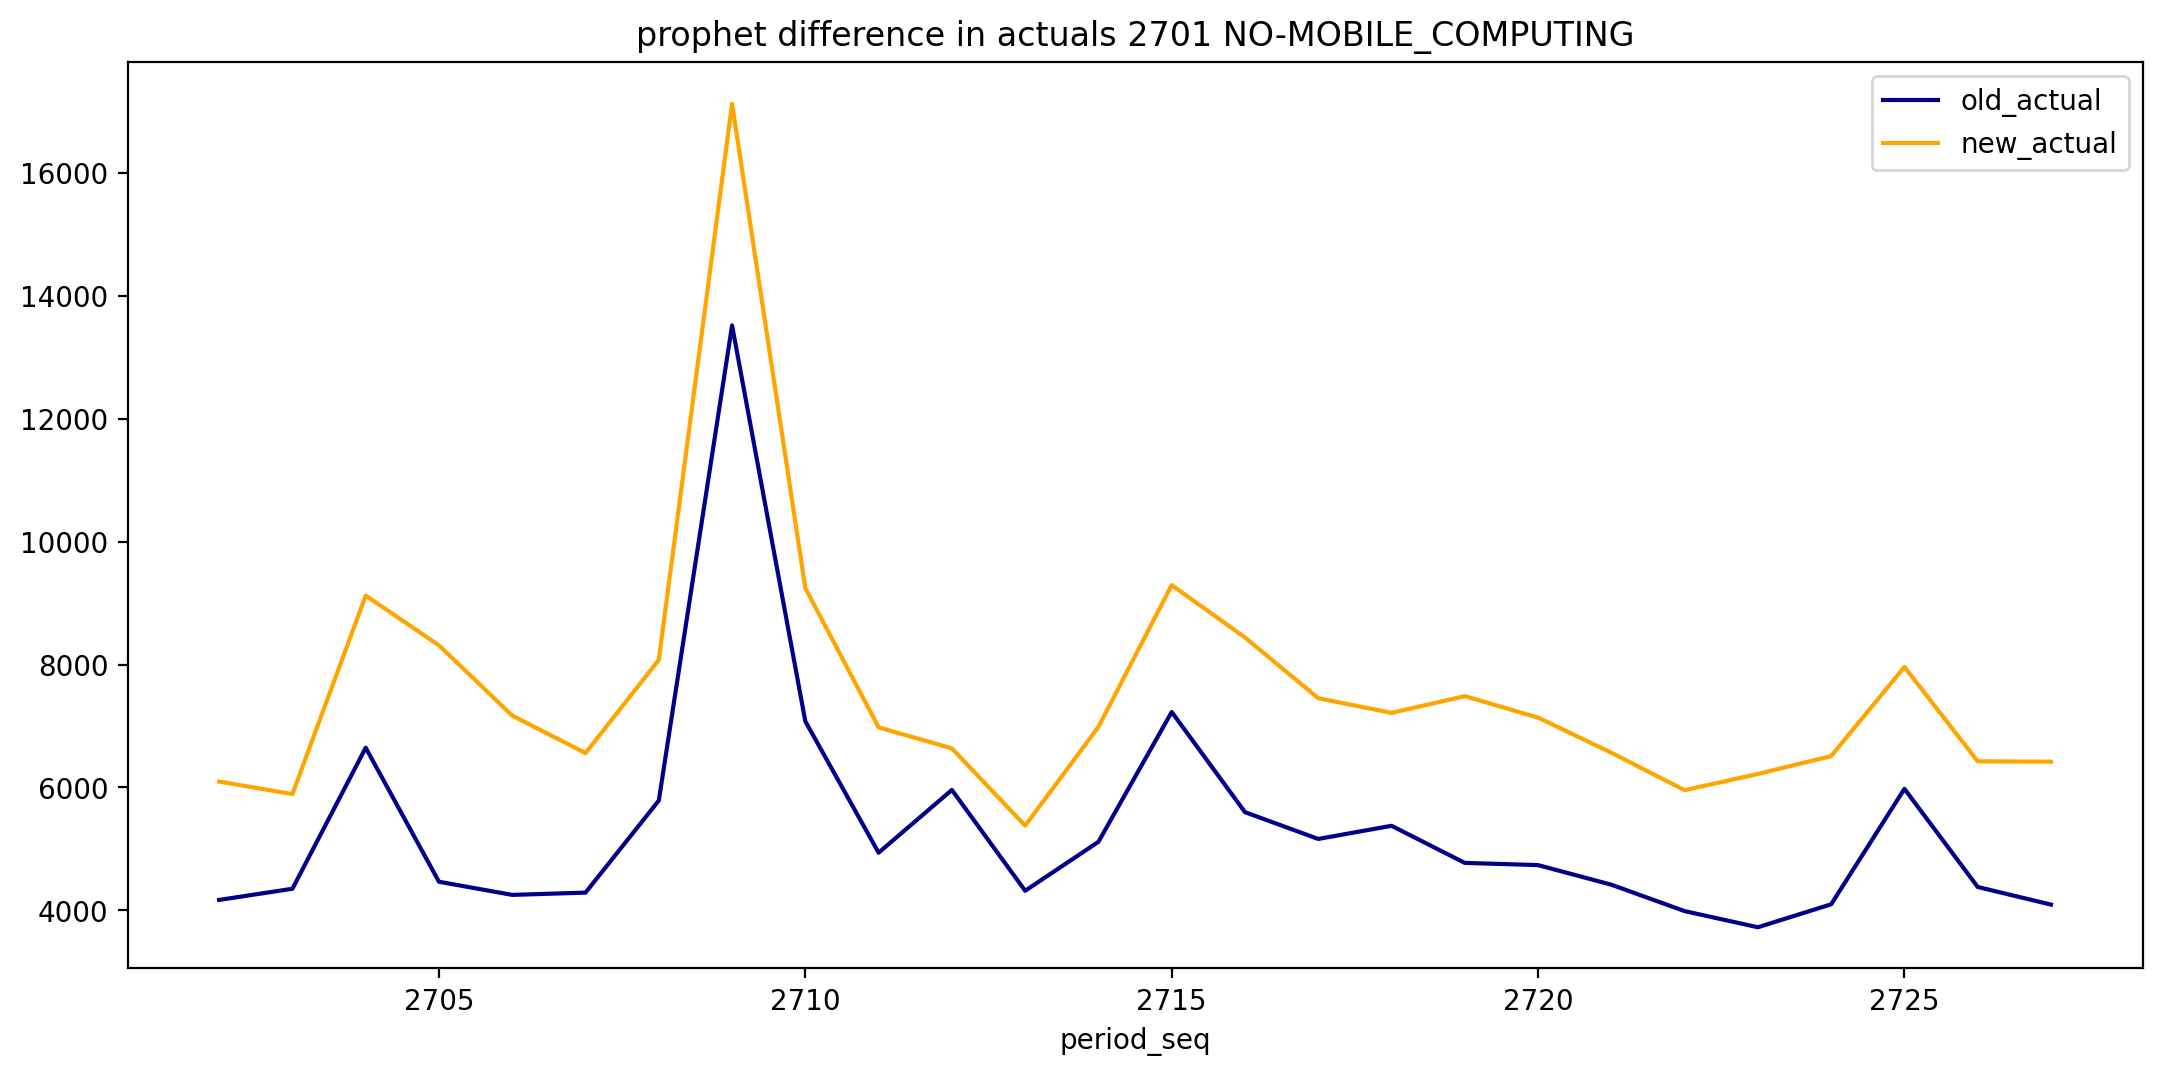 prophet difference in actuals 2701 NO-MOBILE_COMPUTING
old_actual
new_actual
16000
14000
12000
10000
8000
6000
4000
2705 2710 2715 2720 2725
period_seq